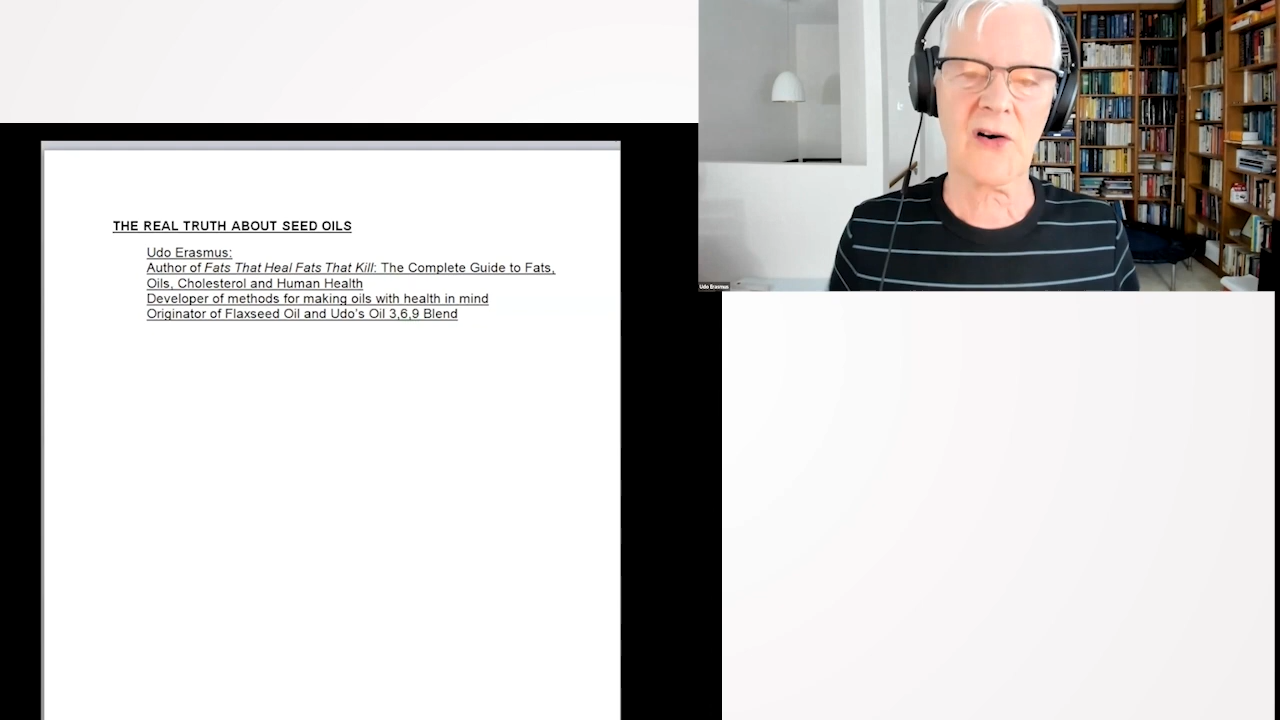 THE REAL TRUTH ABOUT SEED OILS
Udo Erasmus:
Author of Fats That Heal Fats That Kill: The Complete Guide to Fats,
Oils, Cholesterol and Human Health
Developer of methods for making oils with health in mind
Originator of Flaxseed Oil and Udo's Oil 3,6,9 Blend
Udo Erasmus